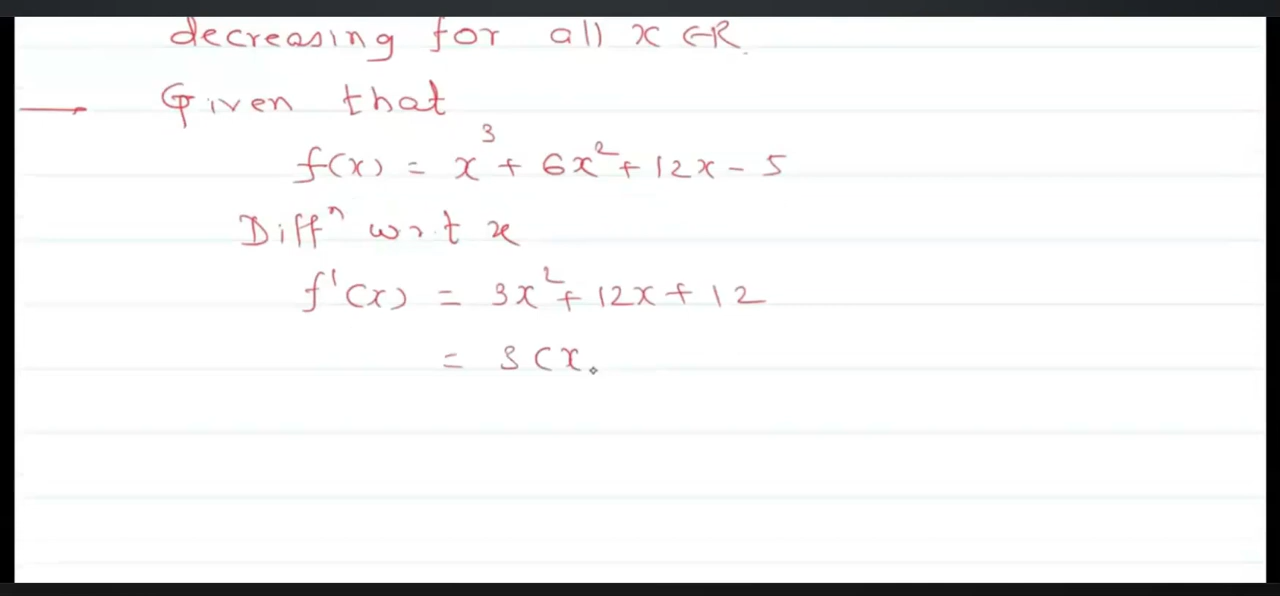 decreasing for all x ∈ R.
Given that
f(x) = x³ + 6x² + 12x - 5
Diffⁿ w.r.t x
f'(x) = 3x² + 12x + 12
= 3(x